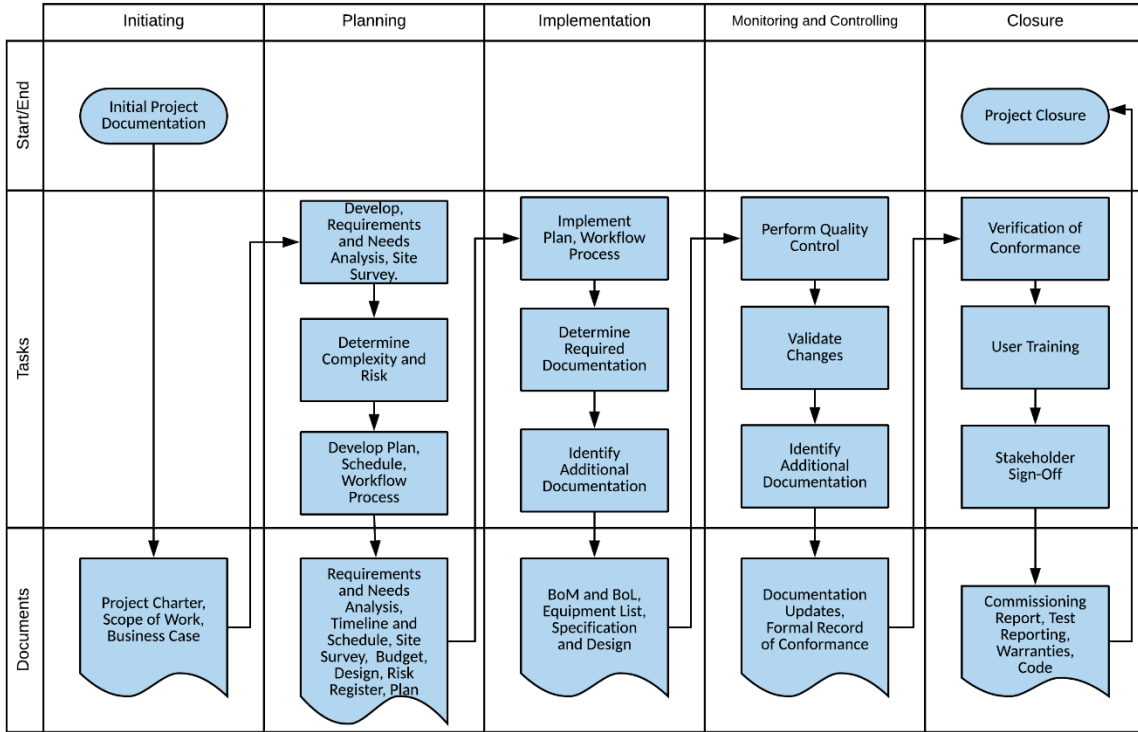 Initiating
Planning
Implementation
Monitoring and Controlling
Closure
Start/End
Initial Project
Documentation
Project Closure
Tasks
Develop,
Requirements
and Needs
Analysis, Site
Survey.
Implement
Plan, Workflow
Process
Perform Quality
Control
Verification of
Conformance
Determine
Complexity and
Risk
Determine
Required
Documentation
Validate
Changes
User Training
Develop Plan,
Schedule,
Workflow
Process
Identify
Additional
Documentation
Identify
Additional
Documentation
Stakeholder
Sign-Off
Documents
Project Charter,
Scope of Work,
Business Case
Requirements
and Needs
Analysis,
Timeline and
Schedule, Site
Survey, Budget,
Design, Risk
Register, Plan
BoM and BoL,
Equipment List,
Specification
and Design
Documentation
Updates,
Formal Record
of Conformance
Commissioning
Report, Test
Reporting,
Warranties,
Code